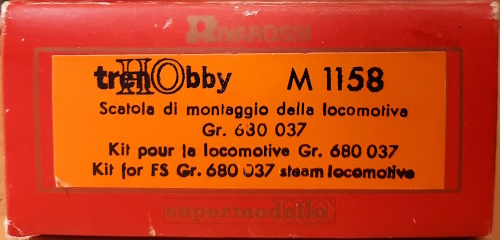 RIVAROSSI
trenHObby M 1158
Scatola di montaggio della locomotiva
Gr. 680 037
Kit pour la locomotive Gr. 680 037
Kit for FS Gr. 680 037 steam locomotive
supermodello